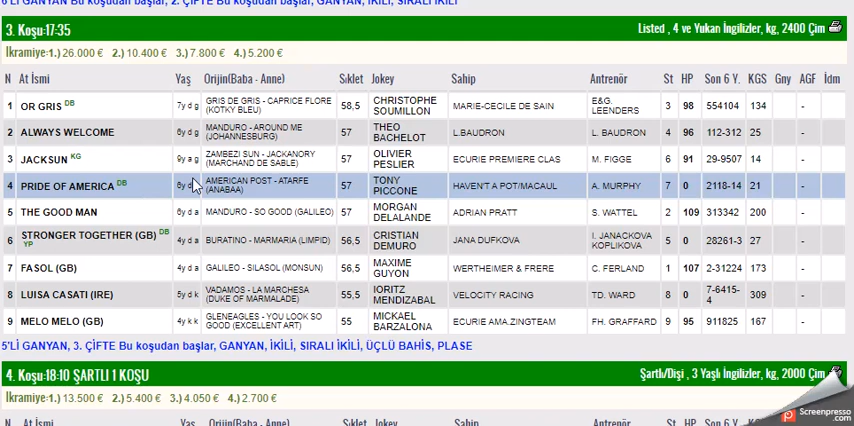 6'LI GANYAN Bu koşudan başlar, 2. ÇİFTE Bu koşudan başlar, GANYAN, İKİLİ, SIRALI İKİLİ
3. Koşu:17-35 Listed , 4 ve Yukarı İngilizler, kg, 2400 Çim
İkramiye:1.) 26.000 € 2.) 10.400 € 3.) 7.800 € 4.) 5.200 €
N At İsmi Yaş Orijin(Baba - Anne) Sıklet Jokey Sahip Antrenör St HP Son 6 Y. KGS Gny AGF İdm
1 OR GRIS DB 7y d g GRIS DE GRIS - CAPRICE FLORE (KOTKY BLEU) 58,5 CHRISTOPHE SOUMILLON MARIE-CECILE DE SAIN E&G. LEENDERS 3 98 554104 134 -
2 ALWAYS WELCOME 6y d g MANDURO - AROUND ME (JOHANNESBURG) 57 THEO BACHELOT L.BAUDRON L. BAUDRON 4 96 112-312 25 -
3 JACKSUN KG 9y a g ZAMBEZI SUN - JACKANORY (MARCHAND DE SABLE) 57 OLIVIER PESLIER ECURIE PREMIERE CLAS M. FIGGE 6 91 29-9507 14 -
4 PRIDE OF AMERICA DB 6y d AMERICAN POST - ATARFE (ANABAA) 57 TONY PICCONE HAVEN'T A POT/MACAUL A. MURPHY 7 0 2118-14 21 -
5 THE GOOD MAN 6y d a MANDURO - SO GOOD (GALILEO) 57 MORGAN DELALANDE ADRIAN PRATT S. WATTEL 2 109 313342 200 -
6 STRONGER TOGETHER (GB) DB YP 4y d a BURATINO - MARMARIA (LIMPID) 56,5 CRISTIAN DEMURO JANA DUFKOVA I. JANACKOVA KOPLIKOVA 5 0 28261-3 27 -
7 FASOL (GB) 4y d a GALILEO - SILASOL (MONSUN) 56,5 MAXIME GUYON WERTHEIMER & FRERE C. FERLAND 1 107 2-31224 173 -
8 LUISA CASATI (IRE) 5y d k VADAMOS - LA MARCHESA (DUKE OF MARMALADE) 55,5 IORITZ MENDIZABAL VELOCITY RACING TD. WARD 8 0 7-6415-4 309 -
9 MELO MELO (GB) 4y k k GLENEAGLES - YOU LOOK SO GOOD (EXCELLENT ART) 55 MICKAEL BARZALONA ECURIE AMA.ZINGTEAM FH. GRAFFARD 9 95 911825 167 -
5'Lİ GANYAN, 3. ÇİFTE Bu koşudan başlar, GANYAN, İKİLİ, SIRALI İKİLİ, ÜÇLÜ BAHİS, PLASE
4. Koşu:18:10 ŞARTLI 1 KOŞU Şartlı/Dişi , 3 Yaşlı İngilizler, kg, 2000 Çim
İkramiye:1.) 13.500 € 2.) 5.400 € 3.) 4.050 € 4.) 2.700 €
N At İsmi Yaş Orijin(Baba - Anne) Sıklet Jokey Sahip Antrenör St HP Son 6 Y.
Screenpresso.com